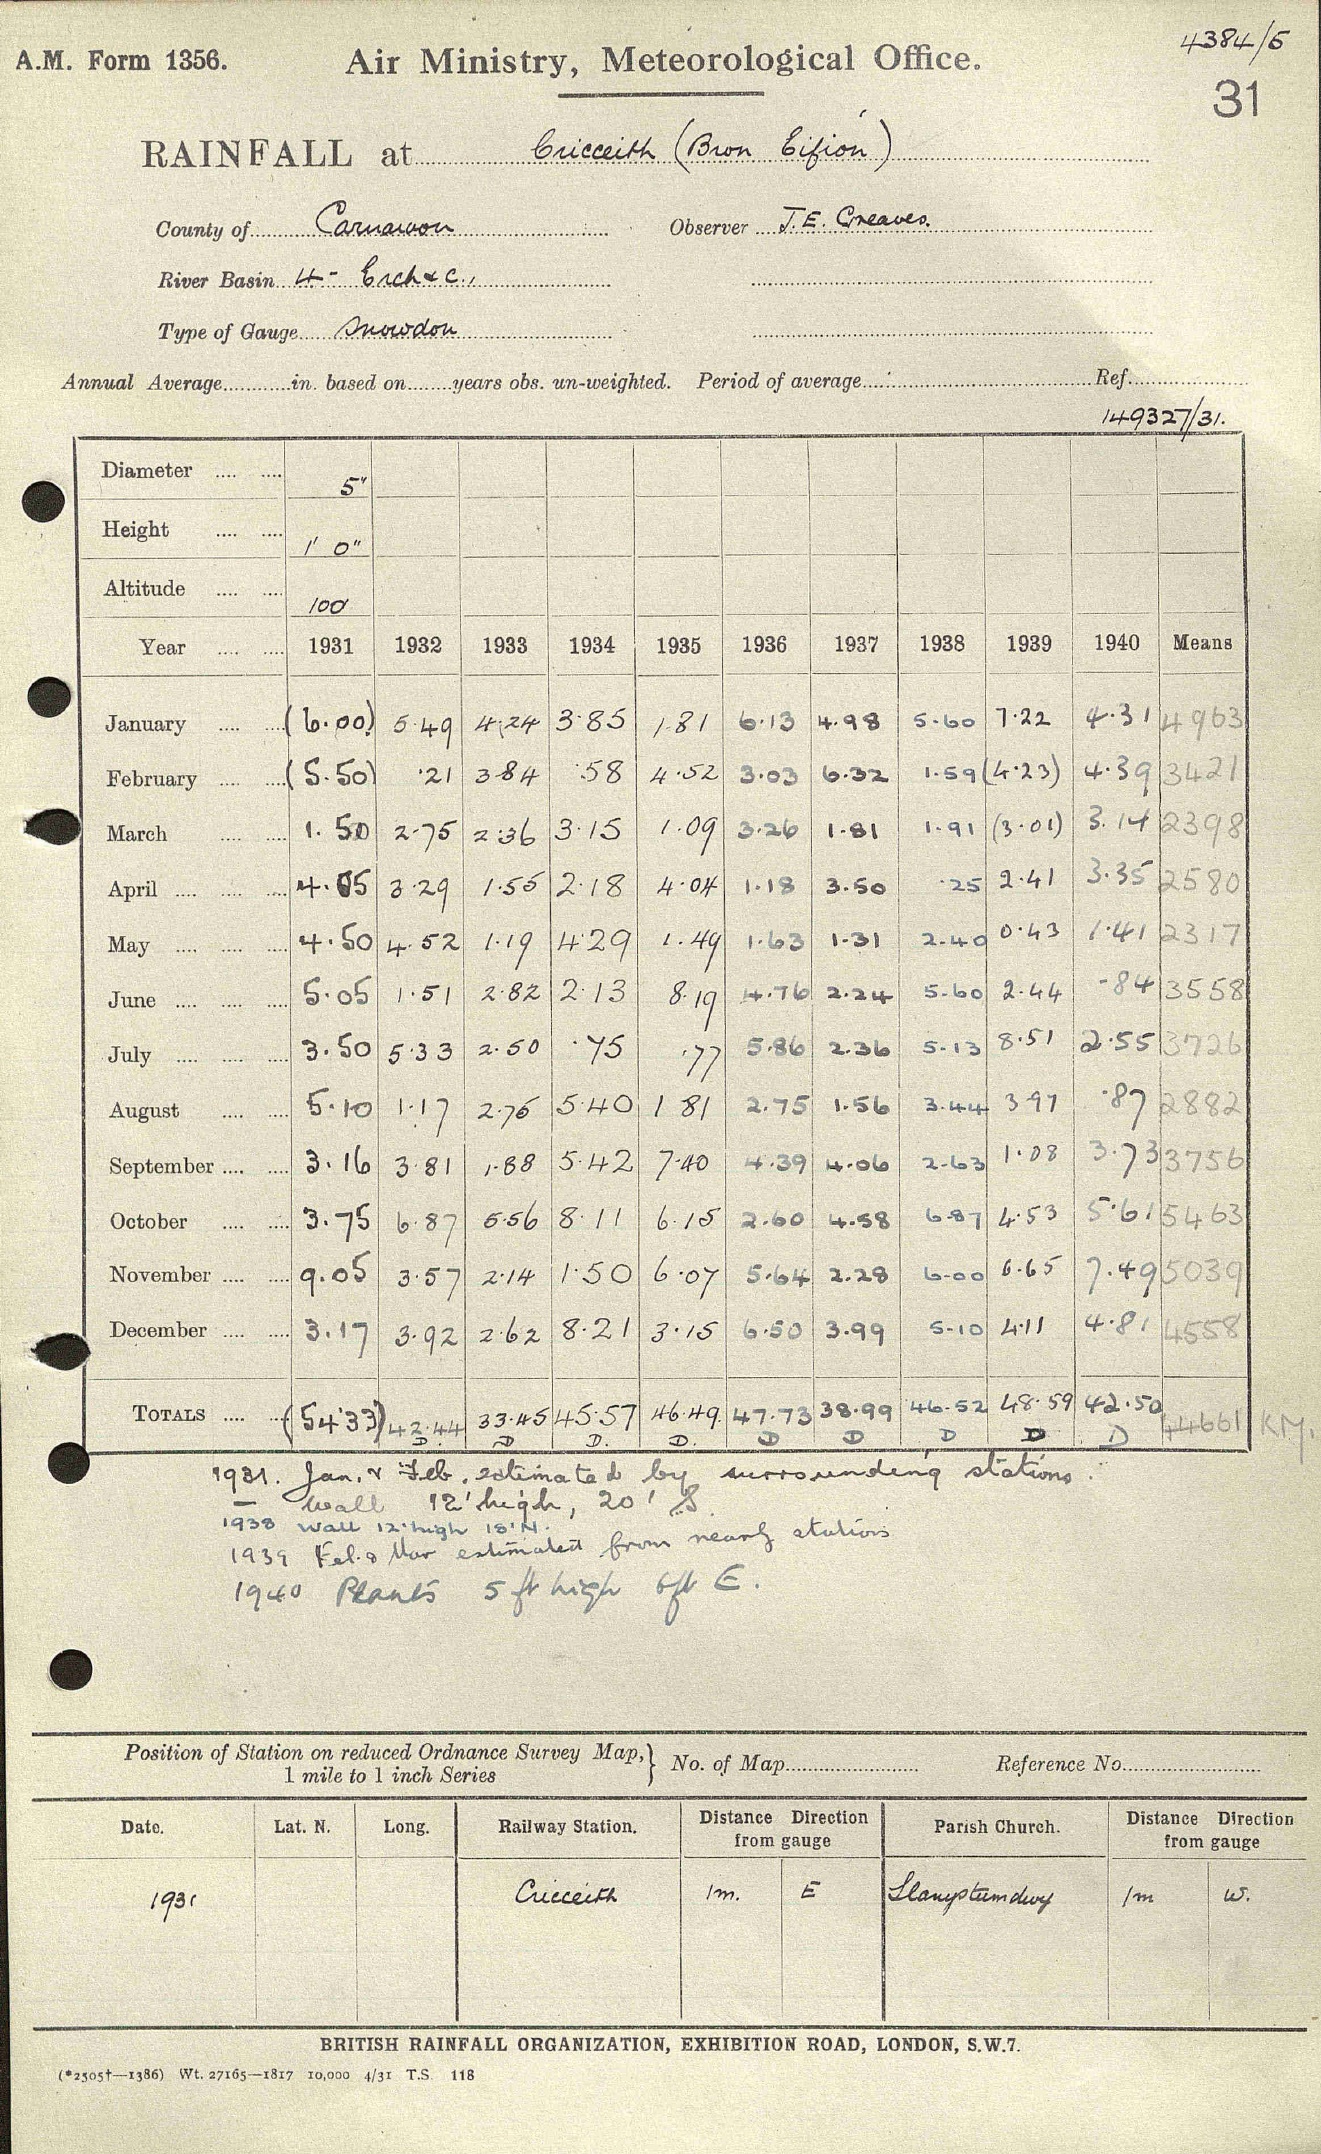 4384/5
A.M. Form 1356. Air Ministry, Meteorological Office.
31
RAINFALL at Criccieth (Bron Eifion)
County of Carnarvon Observer J.E. Greaves.
River Basin 4 - Erch & c.,
Type of Gauge Snowdon
Annual Average in. based on years obs. un-weighted. Period of average Ref.
149327/31.
Diameter 5"
Height 1' 0"
Altitude 100'
Year 1931 1932 1933 1934 1935 1936 1937 1938 1939 1940 Means
January (6.00) 5.49 4.24 3.85 1.81 6.13 4.98 5.60 7.22 4.31 4963
February (5.50) .21 3.84 .58 4.52 3.03 6.32 1.59 (4.23) 4.39 3421
March 1.50 2.75 2.36 3.15 1.09 3.26 1.81 1.91 (3.01) 3.14 2398
April 4.05 3.29 1.55 2.18 4.04 1.18 3.50 .25 2.41 3.35 2580
May 4.50 4.52 1.19 4.29 1.49 1.63 1.31 2.40 0.43 1.41 2317
June 5.05 1.51 2.82 2.13 8.19 4.76 2.24 5.60 2.44 .84 3558
July 3.50 5.33 2.50 .75 .77 5.86 2.36 5.13 8.51 2.55 3726
August 5.10 1.17 2.75 5.40 1 81 2.75 1.56 3.44 3 97 .87 2882
September 3.16 3.81 1.88 5.42 7.40 4.39 4.06 2.63 1.08 3.73 3756
October 3.75 6.87 5.56 8.11 6.15 2.60 4.58 6.87 4.53 5.61 5463
November 9.05 3.57 2.14 1.50 6.07 5.64 2.28 6.00 6.65 7.49 5039
December 3.17 3.92 2.62 8.21 3.15 6.50 3.99 5.10 4.11 4.81 4558
TOTALS (54.33) 42.44 33.45 45.57 46.49 47.73 38.99 46.52 48.59 42.50 44661 KM.
D. D D. D. D D D D D
1931. Jan. & Feb. estimated by surrounding stations.
— Wall 12' high, 20' S.
1938 Wall 12' high 18' N.
1939 Feb. & Mar estimated from nearby station
1940 Plants 5 ft high 6ft E.
Position of Station on reduced Ordnance Survey Map, } No. of Map Reference No.
1 mile to 1 inch Series
Date. Lat. N. Long. Railway Station. Distance Direction from gauge Parish Church. Distance Direction from gauge
1931 Criccieth 1m. E Llanystumdwy 1m W.
BRITISH RAINFALL ORGANIZATION, EXHIBITION ROAD, LONDON, S.W.7.
(*2505†—1386) Wt. 27165—1817 10,000 4/31 T.S. 118